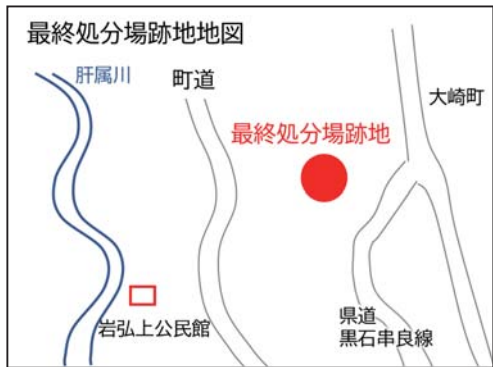 最終処分場跡地地図
肝属川
町道
大崎町
最終処分場跡地
岩弘上公民館
県道
黒石串良線